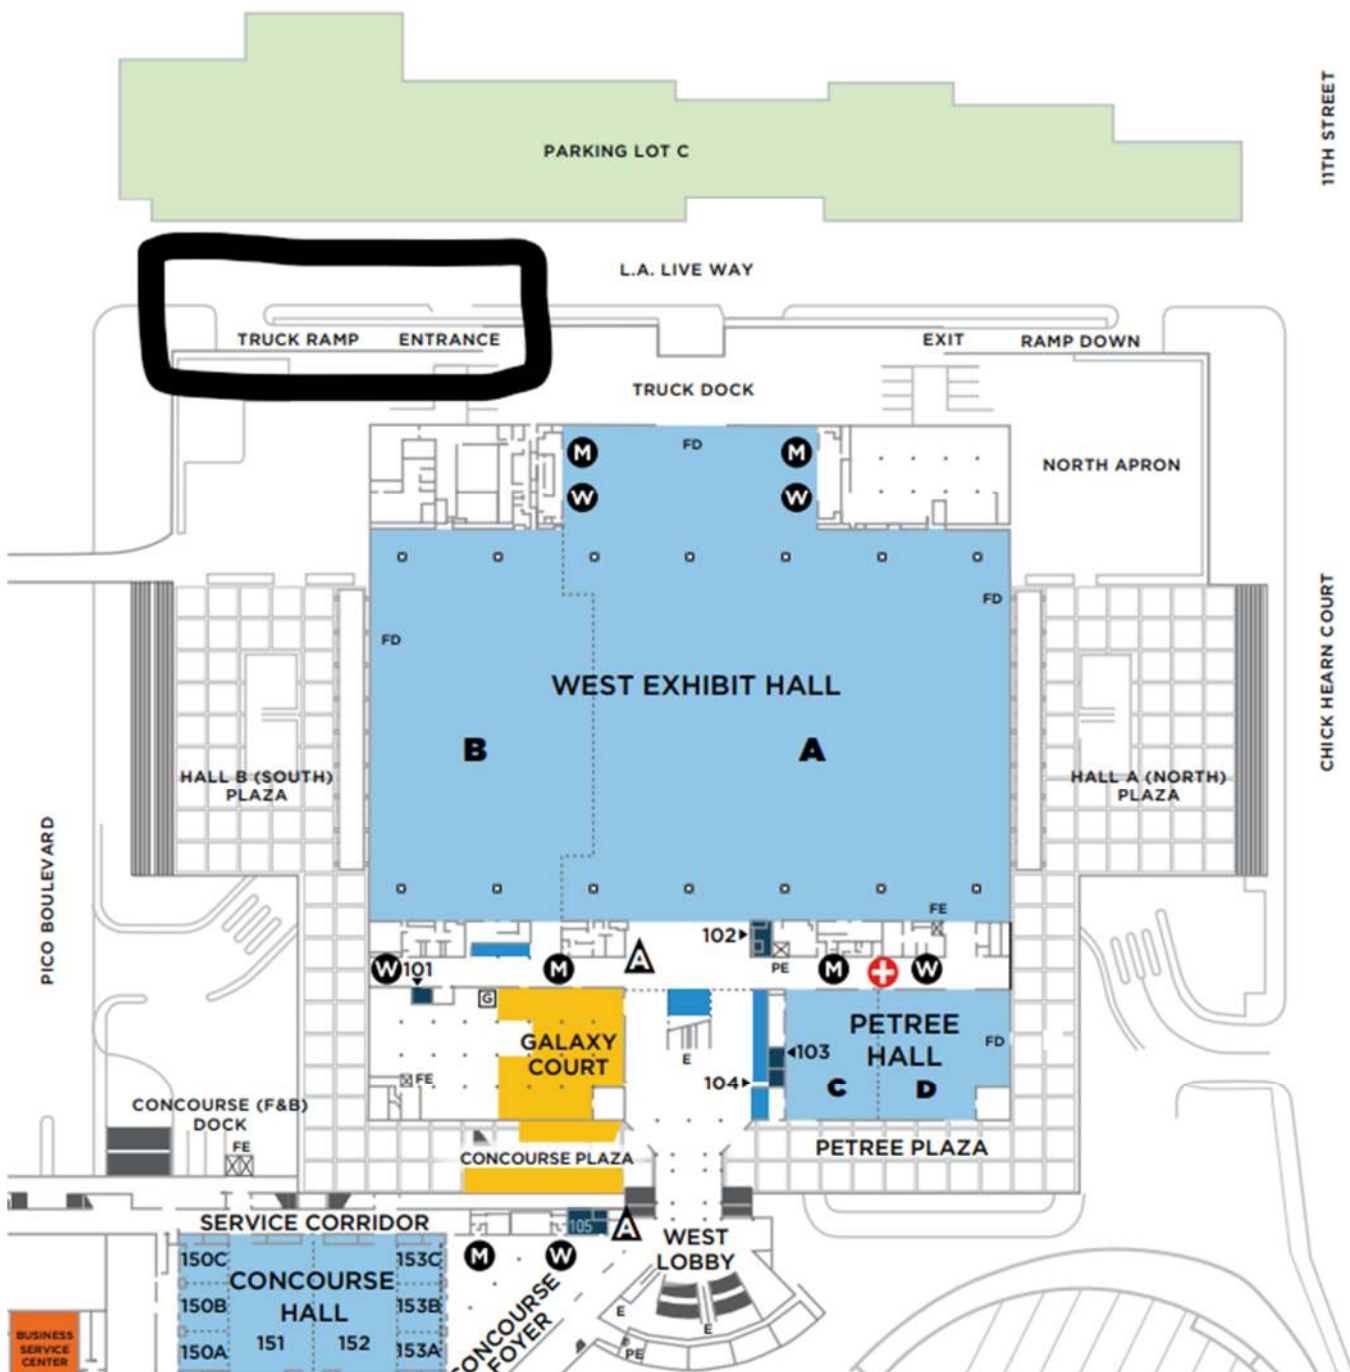 11TH STREET
PARKING LOT C
L.A. LIVE WAY
TRUCK RAMP ENTRANCE
EXIT RAMP DOWN
TRUCK DOCK
M FD M
NORTH APRON
W W
FD
FD
CHICK HEARN COURT
WEST EXHIBIT HALL
B A
HALL B (SOUTH)
PLAZA
HALL A (NORTH)
PLAZA
PICO BOULEVARD
FE
102
W 101 M A PE M W
G
PETREE
HALL
FD
GALAXY
COURT
E
103
FE
104
C D
CONCOURSE (F&B)
DOCK
FE
CONCOURSE PLAZA
PETREE PLAZA
SERVICE CORRIDOR
105 A
WEST
LOBBY
M W
150C CONCOURSE 153C
HALL
150B 153B
151 152
150A 153A
CONCOURSE
FOYER
E
E
PE
BUSINESS
SERVICE
CENTER